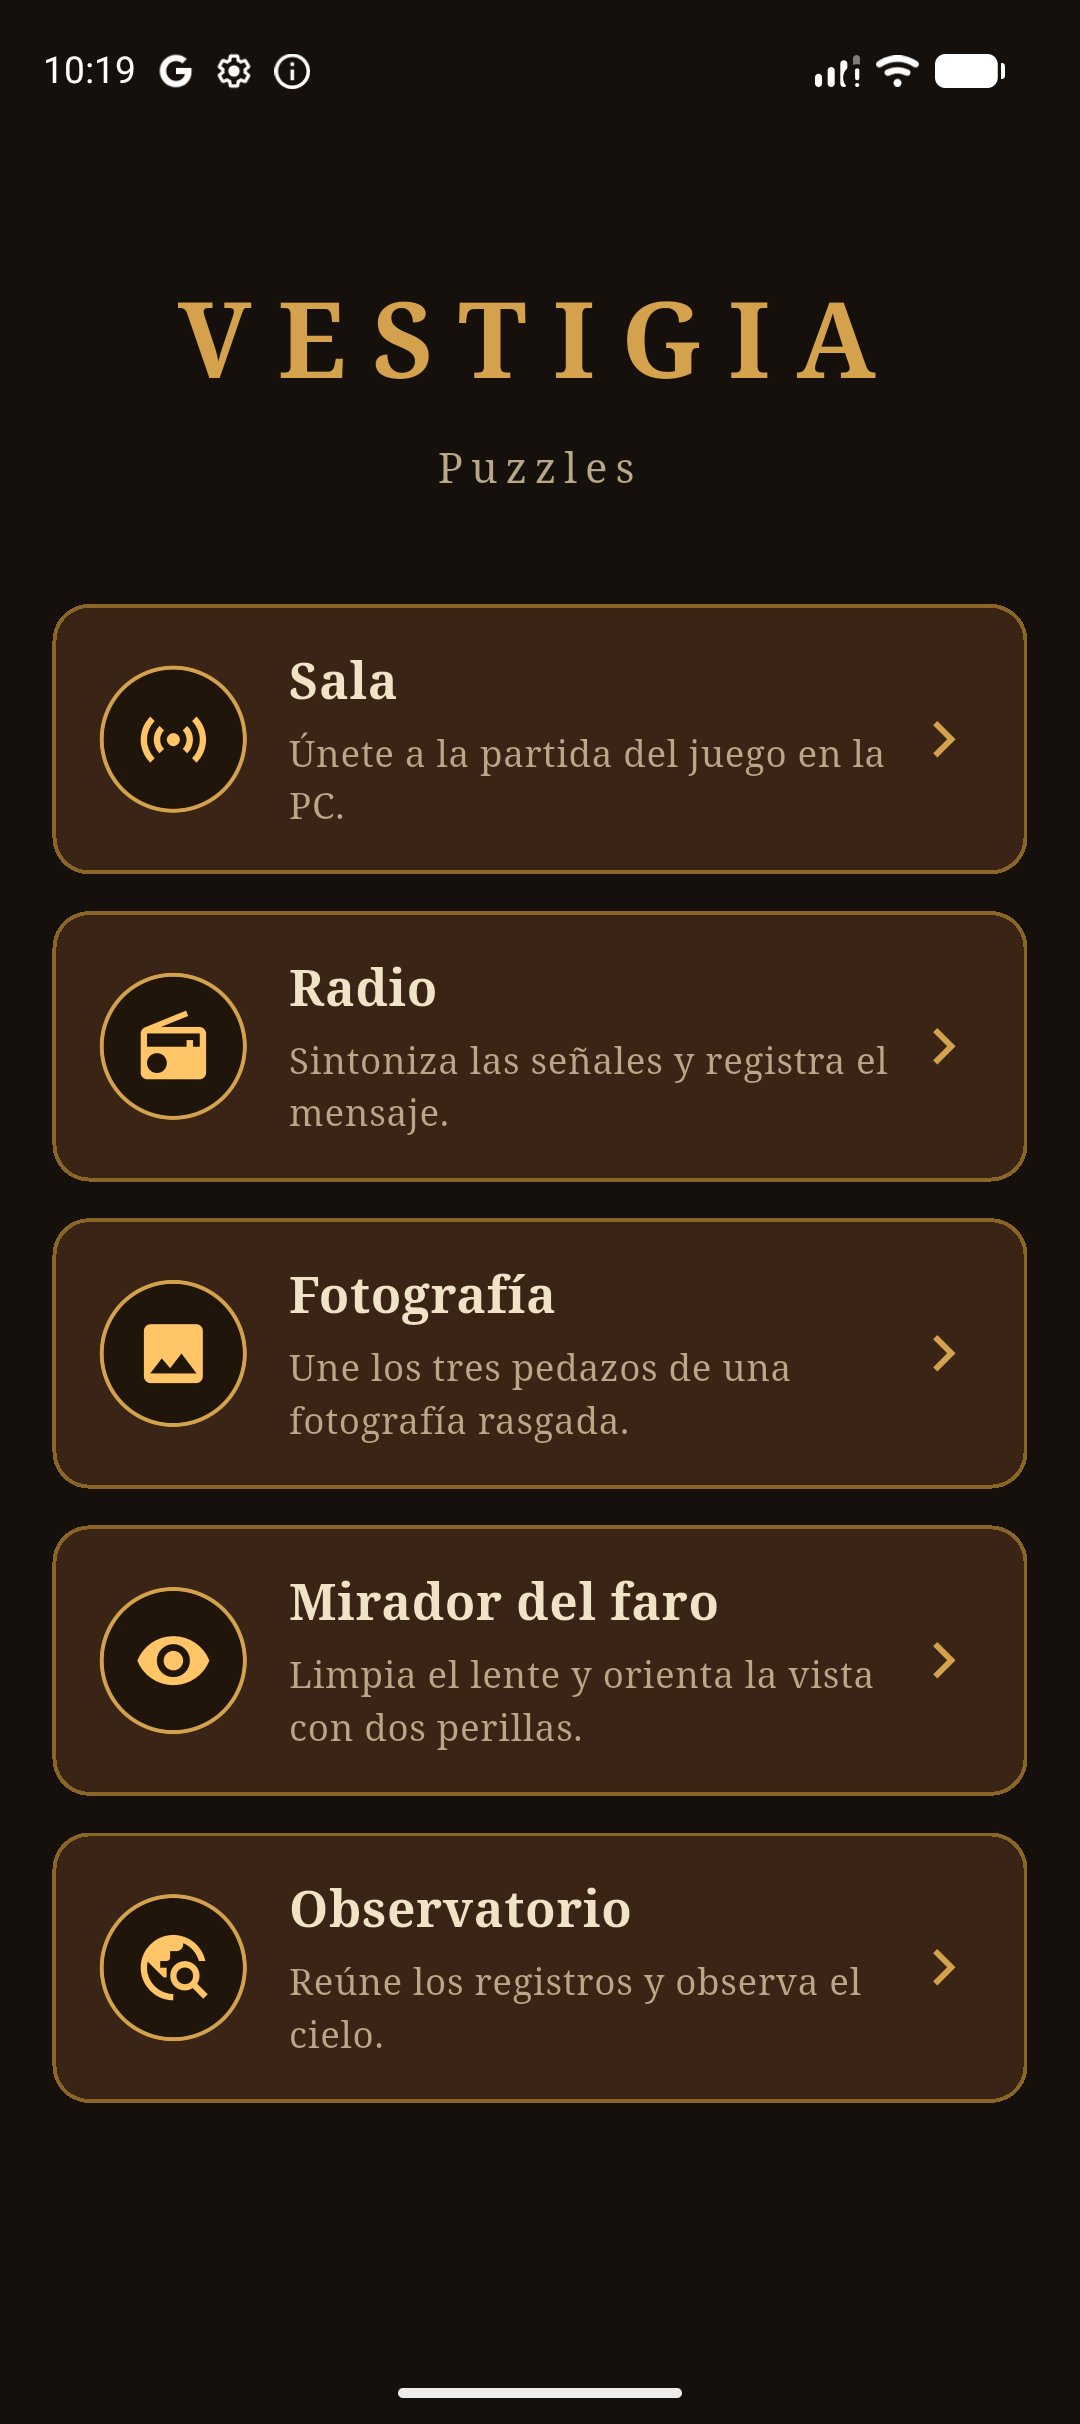 10:19
VESTIGIA
Puzzles
Sala
Únete a la partida del juego en la
PC.
Radio
Sintoniza las señales y registra el
mensaje.
Fotografía
Une los tres pedazos de una
fotografía rasgada.
Mirador del faro
Limpia el lente y orienta la vista
con dos perillas.
Observatorio
Reúne los registros y observa el
cielo.